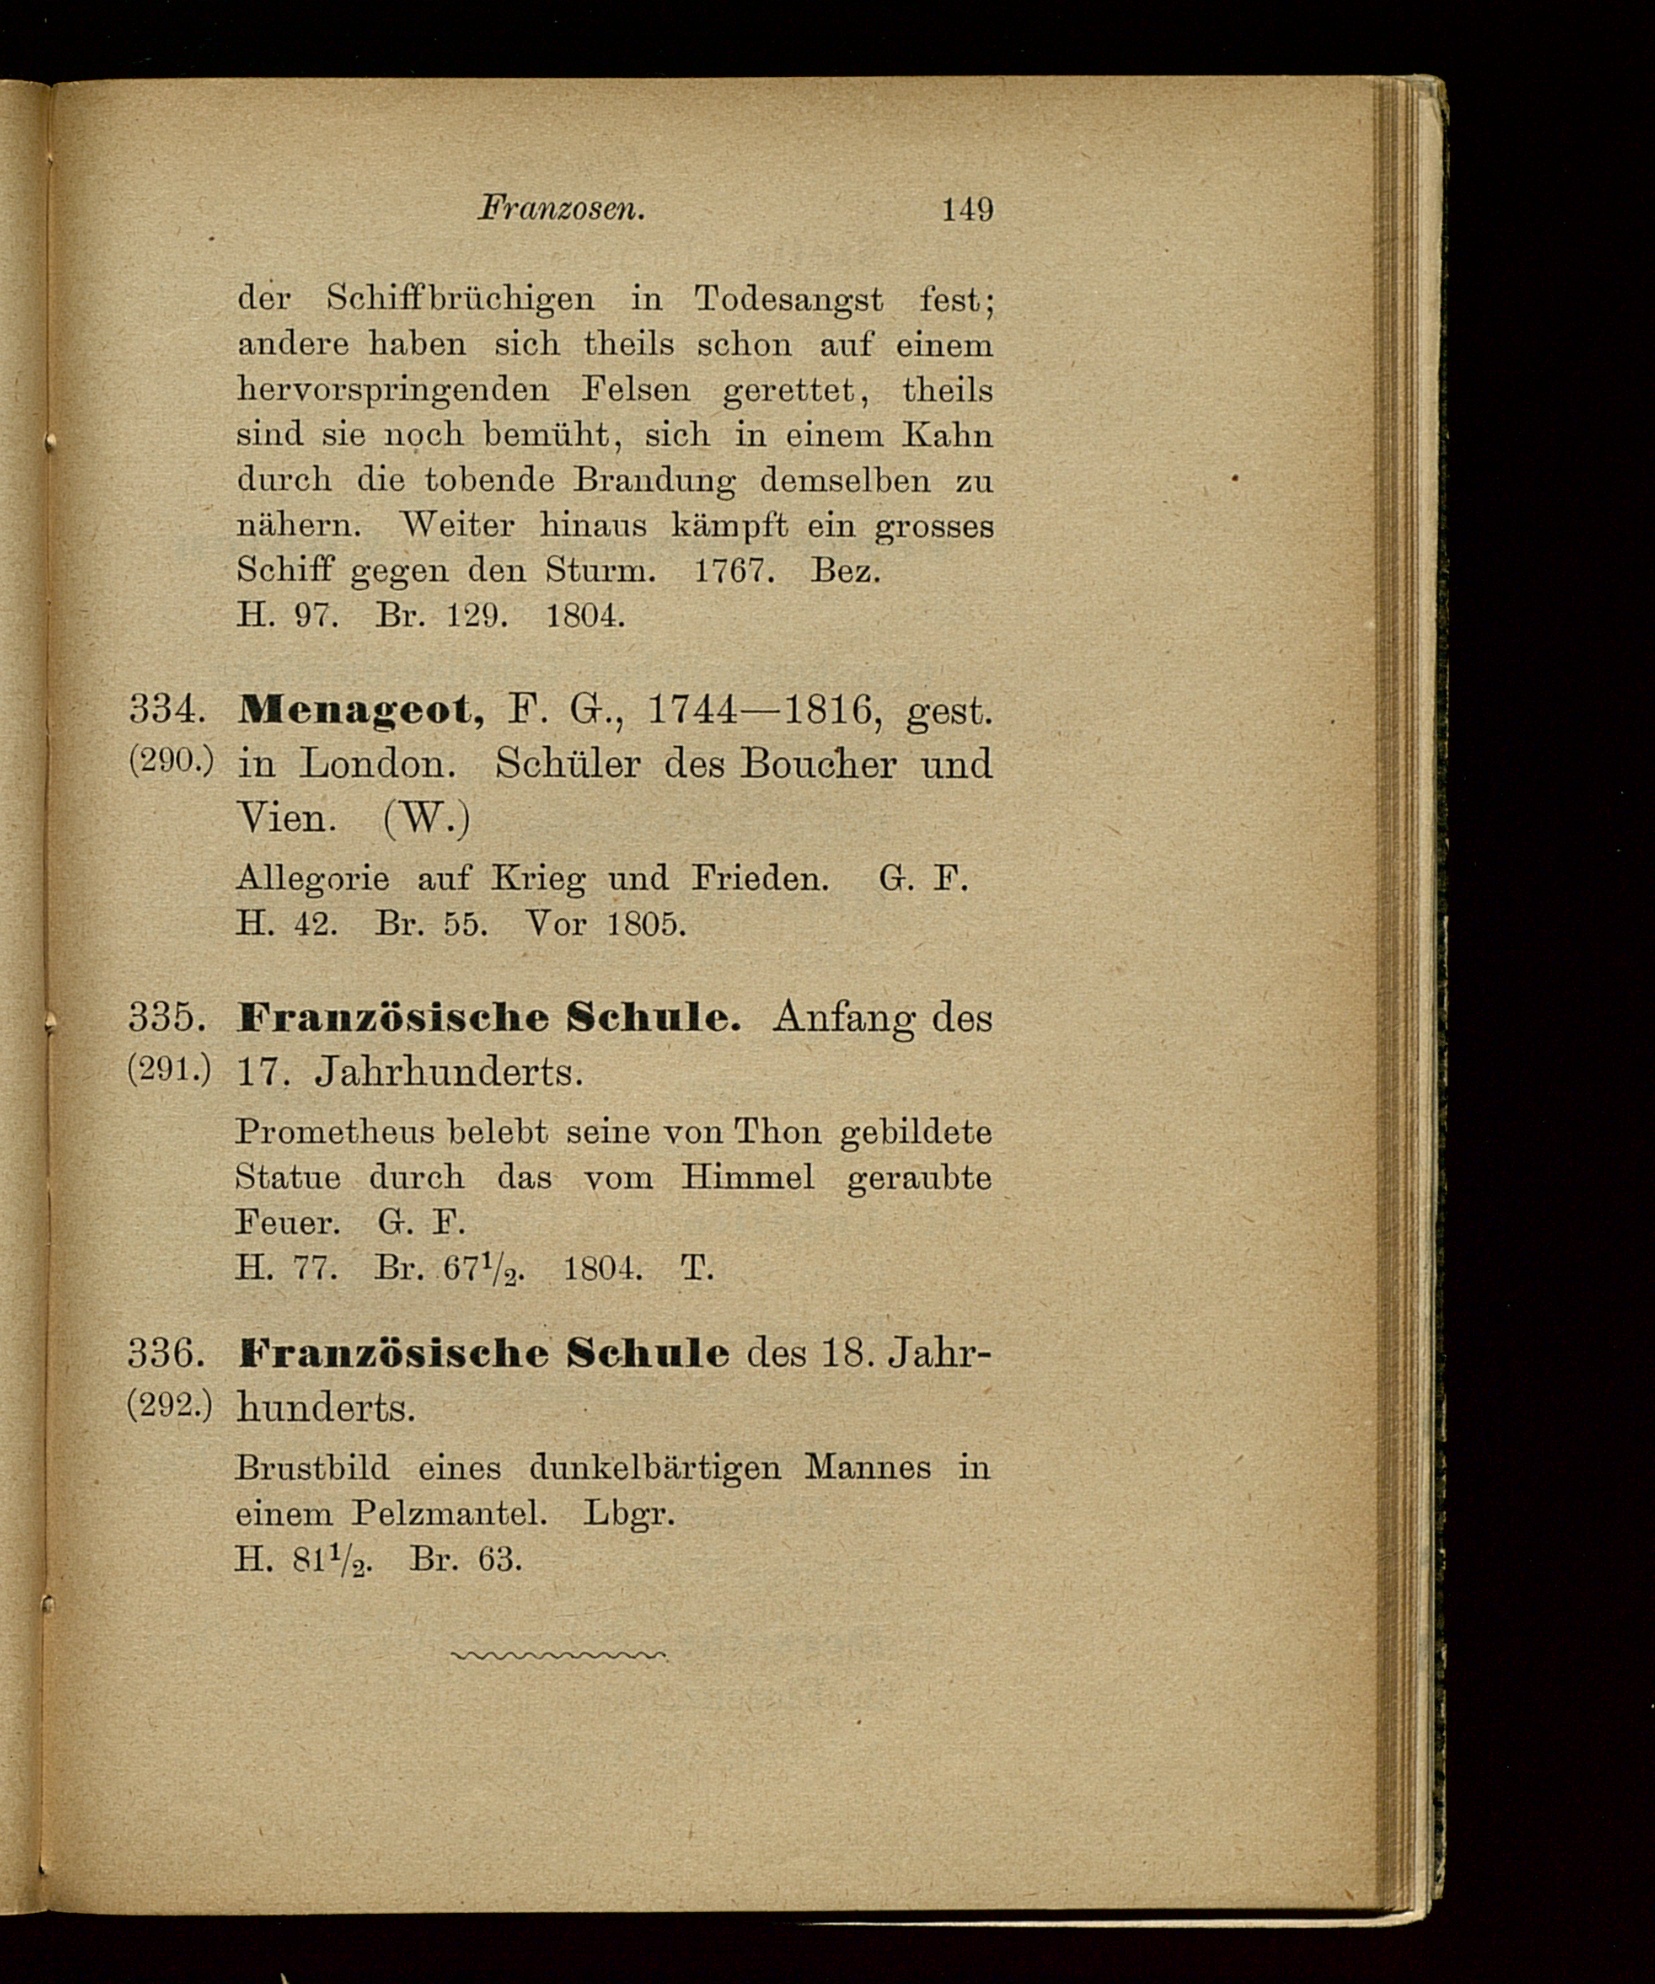 Franzosen. 149
der Schiffbrüchigen in Todesangst fest;
andere haben sich theils schon auf einem
hervorspringenden Felsen gerettet, theils
sind sie noch bemüht, sich in einem Kahn
durch die tobende Brandung demselben zu
nähern. Weiter hinaus kämpft ein grosses
Schiff gegen den Sturm. 1767. Bez.
H. 97. Br. 129. 1804.
334. Menageot, F. G., 1744—1816, gest.
(290.) in London. Schüler des Boucher und
Vien. (W.)
Allegorie auf Krieg und Frieden. G. F.
H. 42. Br. 55. Vor 1805.
335. Französische Schule. Anfang des
(291.) 17. Jahrhunderts.
Prometheus belebt seine von Thon gebildete
Statue durch das vom Himmel geraubte
Feuer. G. F.
H. 77. Br. 67 1/2. 1804. T.
336. Französische Schule des 18. Jahr-
(292.) hunderts.
Brustbild eines dunkelbärtigen Mannes in
einem Pelzmantel. Lbgr.
H. 81 1/2. Br. 63.